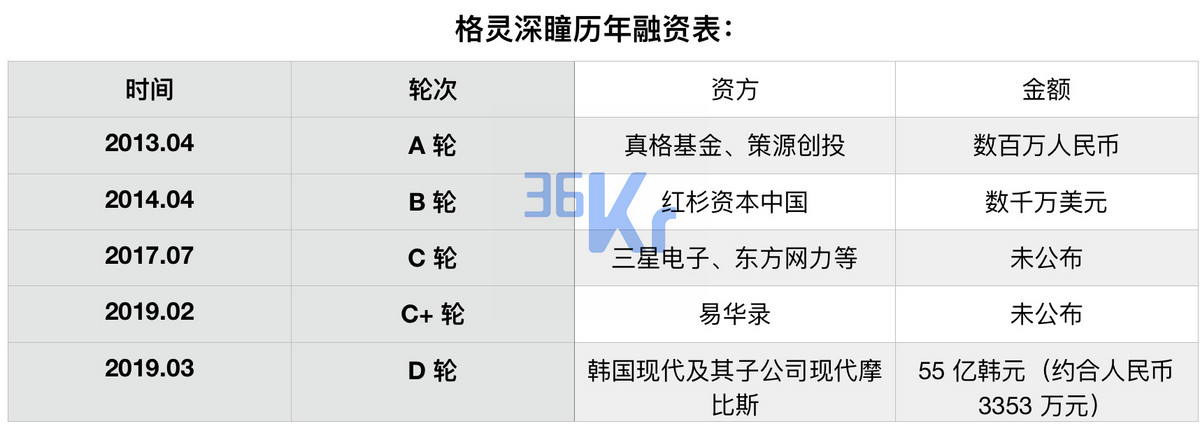 格灵深瞳历年融资表：
时间 轮次 资方 金额
2013.04 A 轮 真格基金、策源创投 数百万人民币
2014.04 B 轮 红杉资本中国 数千万美元
36Kr
2017.07 C 轮 三星电子、东方网力等 未公布
2019.02 C+ 轮 易华录 未公布
2019.03 D 轮 韩国现代及其子公司现代摩 55 亿韩元（约合人民币
比斯 3353 万元）